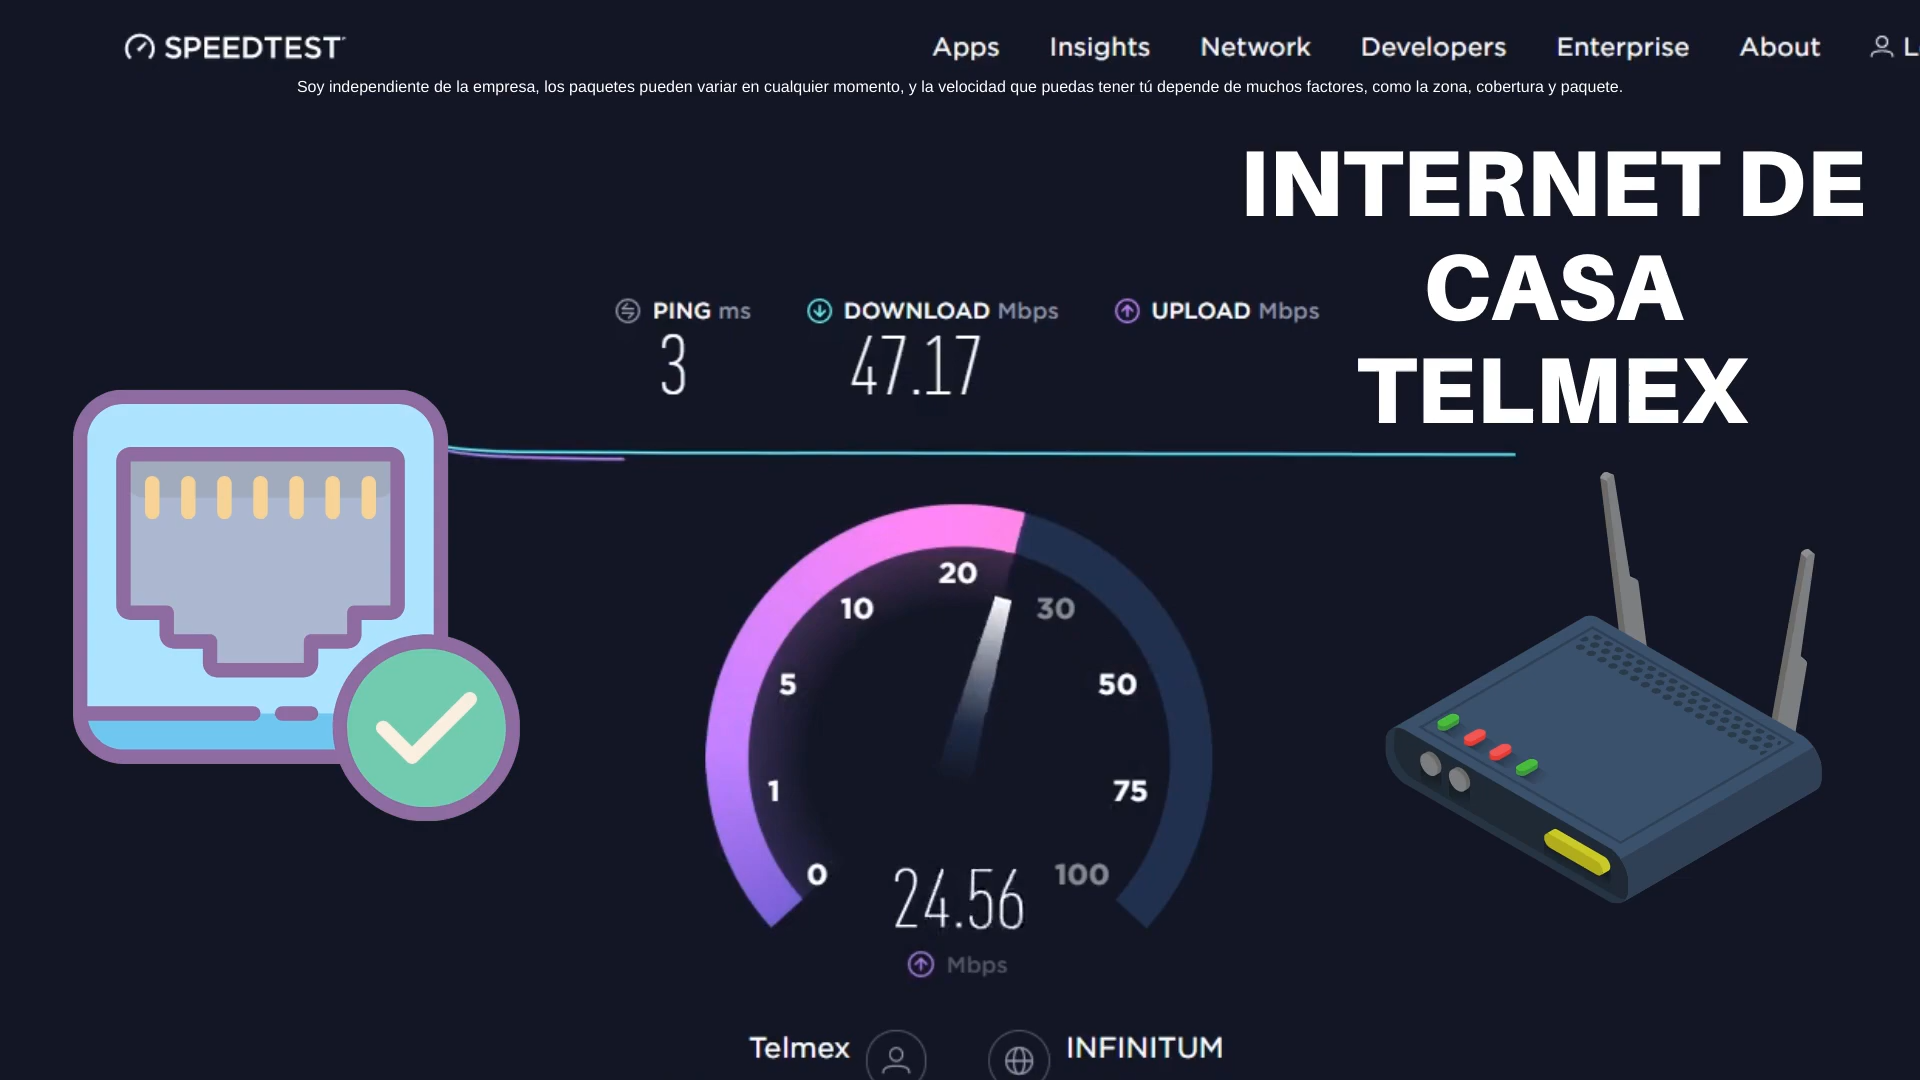 SPEEDTEST
Apps Insights Network Developers Enterprise About L
Soy independiente de la empresa, los paquetes pueden variar en cualquier momento, y la velocidad que puedas tener tú depende de muchos factores, como la zona, cobertura y paquete.
INTERNET DE
CASA
TELMEX
PING ms
3
DOWNLOAD Mbps
47.17
UPLOAD Mbps
0
1
5
10
20
30
50
75
100
24.56
Mbps
Telmex
INFINITUM